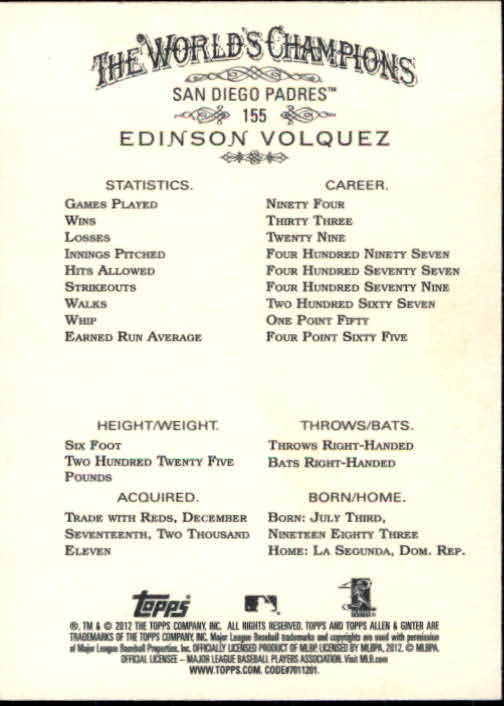 THE WORLD'S CHAMPIONS
SAN DIEGO PADRES™
155
EDINSON VOLQUEZ
STATISTICS. CAREER.
GAMES PLAYED NINETY FOUR
WINS THIRTY THREE
LOSSES TWENTY NINE
INNINGS PITCHED FOUR HUNDRED NINETY SEVEN
HITS ALLOWED FOUR HUNDRED SEVENTY SEVEN
STRIKEOUTS FOUR HUNDRED SEVENTY NINE
WALKS TWO HUNDRED SIXTY SEVEN
WHIP ONE POINT FIFTY
EARNED RUN AVERAGE FOUR POINT SIXTY FIVE
HEIGHT/WEIGHT. THROWS/BATS.
SIX FOOT THROWS RIGHT-HANDED
TWO HUNDRED TWENTY FIVE BATS RIGHT-HANDED
POUNDS
ACQUIRED. BORN/HOME.
TRADE WITH REDS, DECEMBER BORN: JULY THIRD,
SEVENTEENTH, TWO THOUSAND NINETEEN EIGHTY THREE
ELEVEN HOME: LA SEGUNDA, DOM. REP.
Topps
®, TM & © 2012 THE TOPPS COMPANY, INC. ALL RIGHTS RESERVED. TOPPS AND TOPPS ALLEN & GINTER ARE
TRADEMARKS OF THE TOPPS COMPANY, INC. Major League Baseball trademarks and copyrights are used with permission
of Major League Baseball Properties, Inc. OFFICIALLY LICENSED PRODUCT OF MLBP. LICENSED BY MLBPA, 2012. © MLBPA.
OFFICIAL LICENSEE – MAJOR LEAGUE BASEBALL PLAYERS ASSOCIATION. Visit MLB.com
WWW.TOPPS.COM. CODE#7011201.